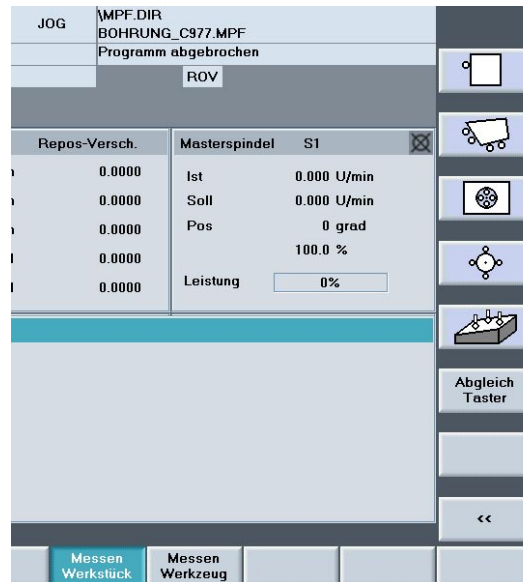 JOG
\MPF.DIR
BOHRUNG_C977.MPF
Programm abgebrochen
ROV
Repos-Versch.
Masterspindel S1
0.0000
0.0000
0.0000
0.0000
0.0000
Ist 0.000 U/min
Soll 0.000 U/min
Pos 0 grad
100.0 %
Leistung 0%
Abgleich
Taster
<<
Messen
Werkstück
Messen
Werkzeug